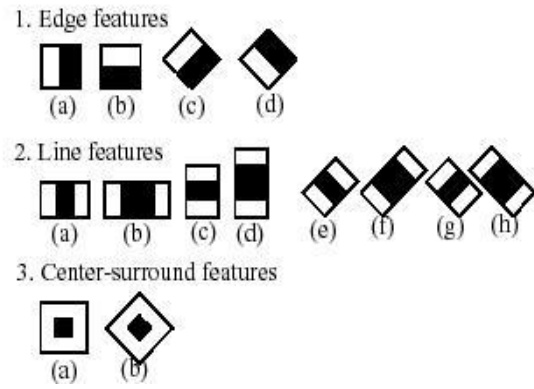 1. Edge features
(a) (b) (c) (d)
2. Line features
(a) (b) (c) (d) (e) (f) (g) (h)
3. Center-surround features
(a) (b)